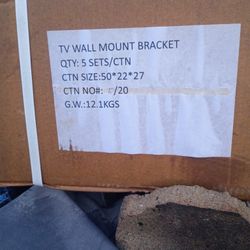 TV WALL MOUNT BRACKET
QTY: 5 SETS/CTN
CTN SIZE:50*22*27
CTN NO#: /20
G.W.:12.1KGS